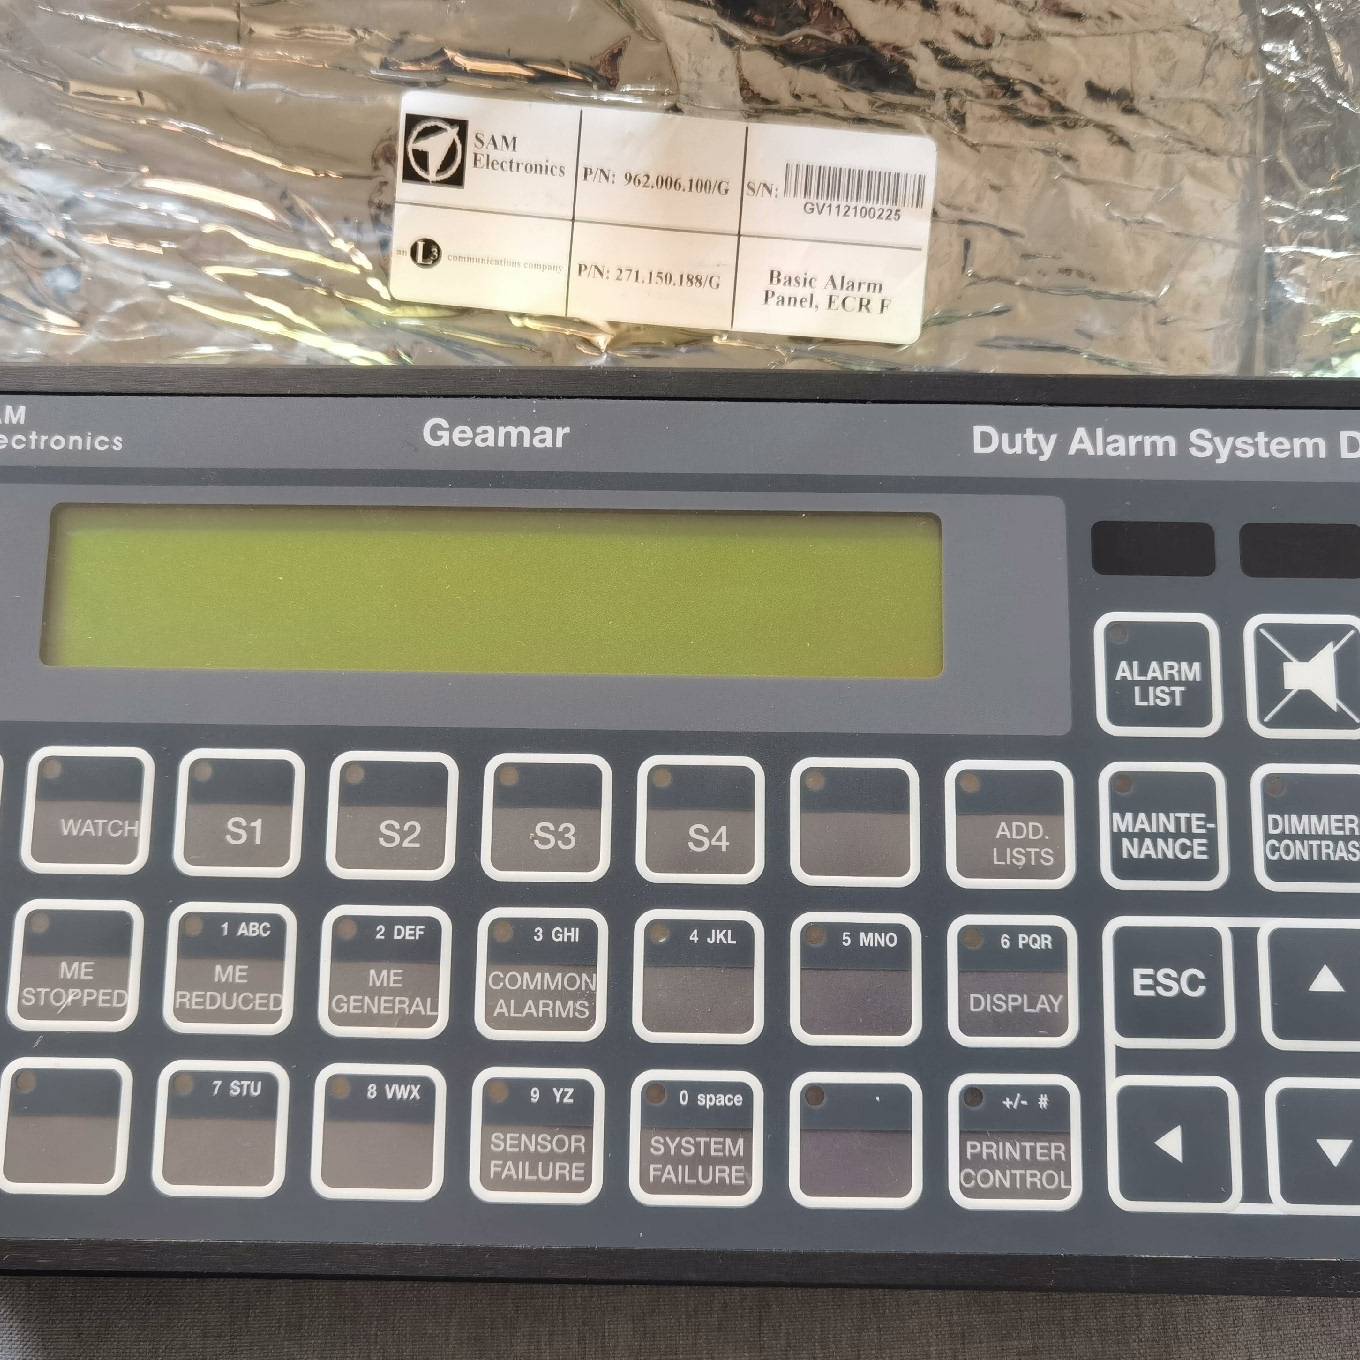 SAM
Electronics
P/N: 962.006.100/G
S/N:
GV112100225
an L3 communications company
P/N: 271.150.188/G
Basic Alarm
Panel, ECR F
AM
ectronics
Geamar
Duty Alarm System D
ALARM
LIST
WATCH
S1
S2
S3
S4
ADD.
LISTS
MAINTE-
NANCE
DIMMER
CONTRAS
ME
STOPPED
1 ABC
ME
REDUCED
2 DEF
ME
GENERAL
3 GHI
COMMON
ALARMS
4 JKL
5 MNO
6 PQR
DISPLAY
ESC
7 STU
8 VWX
9 YZ
SENSOR
FAILURE
0 space
SYSTEM
FAILURE
.
+/- #
PRINTER
CONTROL